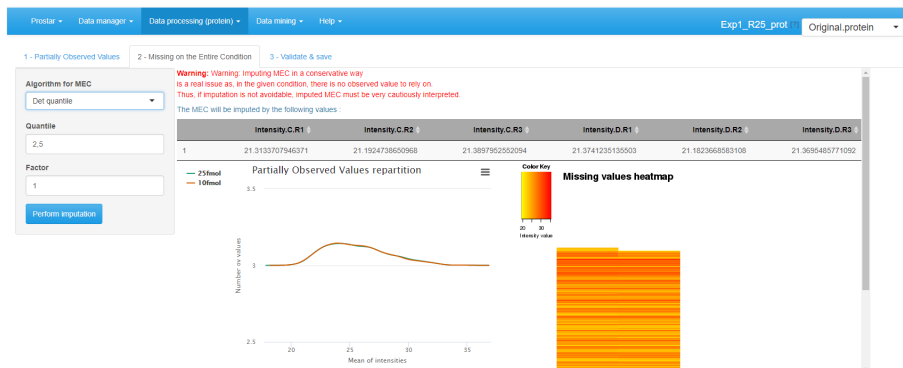 Prostar Data manager Data processing (protein) Data mining Help Exp1_R25_prot Original.protein
1 - Partially Observed Values 2 - Missing on the Entire Condition 3 - Validate & save
Algorithm for MEC
Det quantile
Quantile
2,5
Factor
1
Perform imputation
Warning: Warning: Imputing MEC in a conservative way
is a real issue as, in the given condition, there is no observed value to rely on.
Thus, if imputation is not avoidable, imputed MEC must be very cautiously interpreted.
The MEC will be imputed by the following values :
Intensity.C.R1 Intensity.C.R2 Intensity.C.R3 Intensity.D.R1 Intensity.D.R2 Intensity.D.R3
1 21.3133707946371 21.1924738650968 21.3897952552094 21.3741235135503 21.1823668583108 21.3695485771092
25fmol
10fmol
Partially Observed Values repartition
3.5
3
2.5
Number ov values
20 25 30 35
Mean of intensities
Color Key
20 30
Intensity value
Missing values heatmap